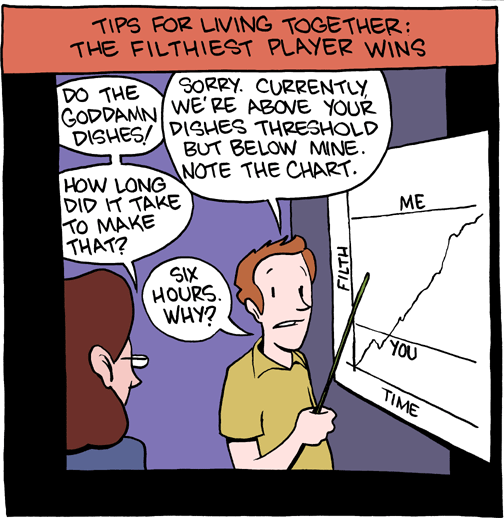 TIPS FOR LIVING TOGETHER:
THE FILTHIEST PLAYER WINS
DO THE
GODDAMN
DISHES!
SORRY. CURRENTLY,
WE'RE ABOVE YOUR
DISHES THRESHOLD
BUT BELOW MINE.
NOTE THE CHART.
HOW LONG
DID IT TAKE
TO MAKE
THAT?
SIX
HOURS.
WHY?
FILTH
ME
YOU
TIME